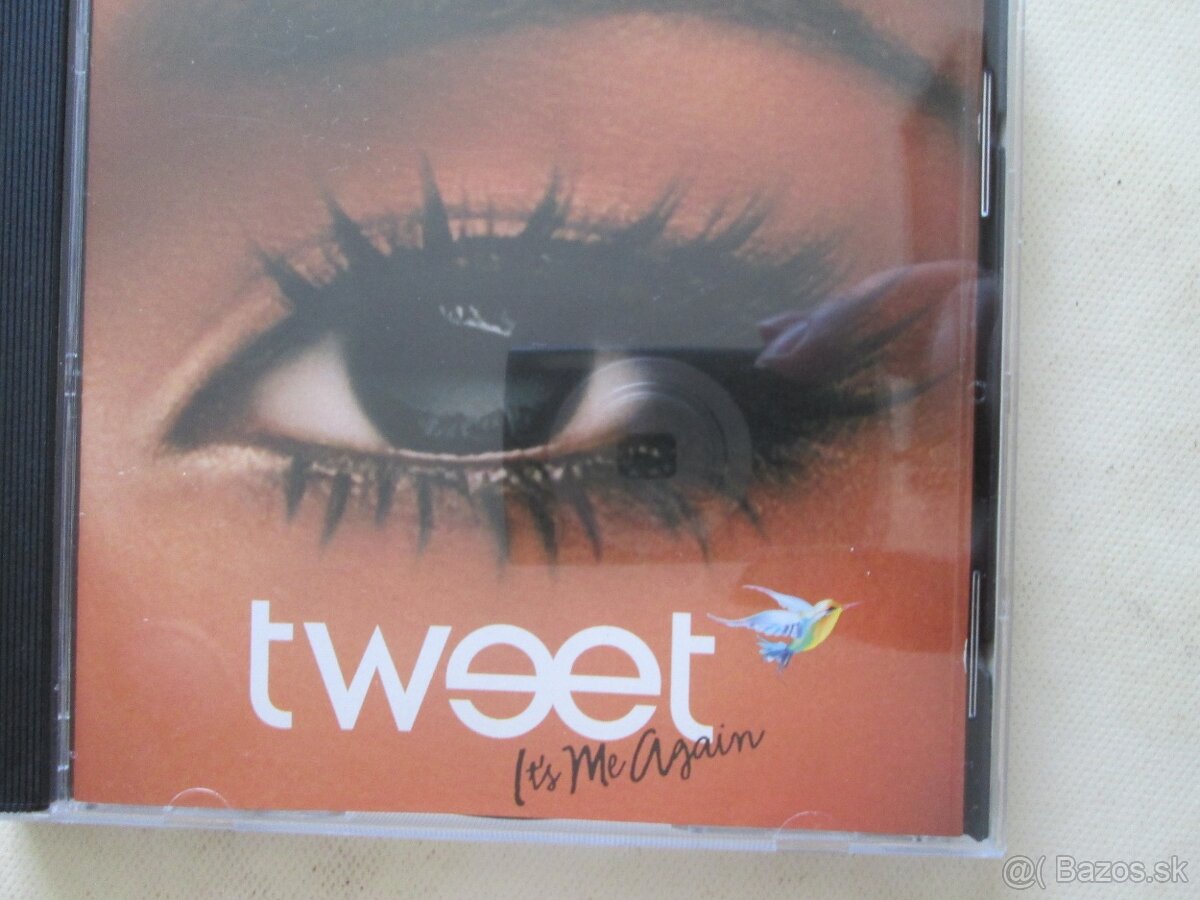 tweet
It's Me Again
@( Bazos.sk